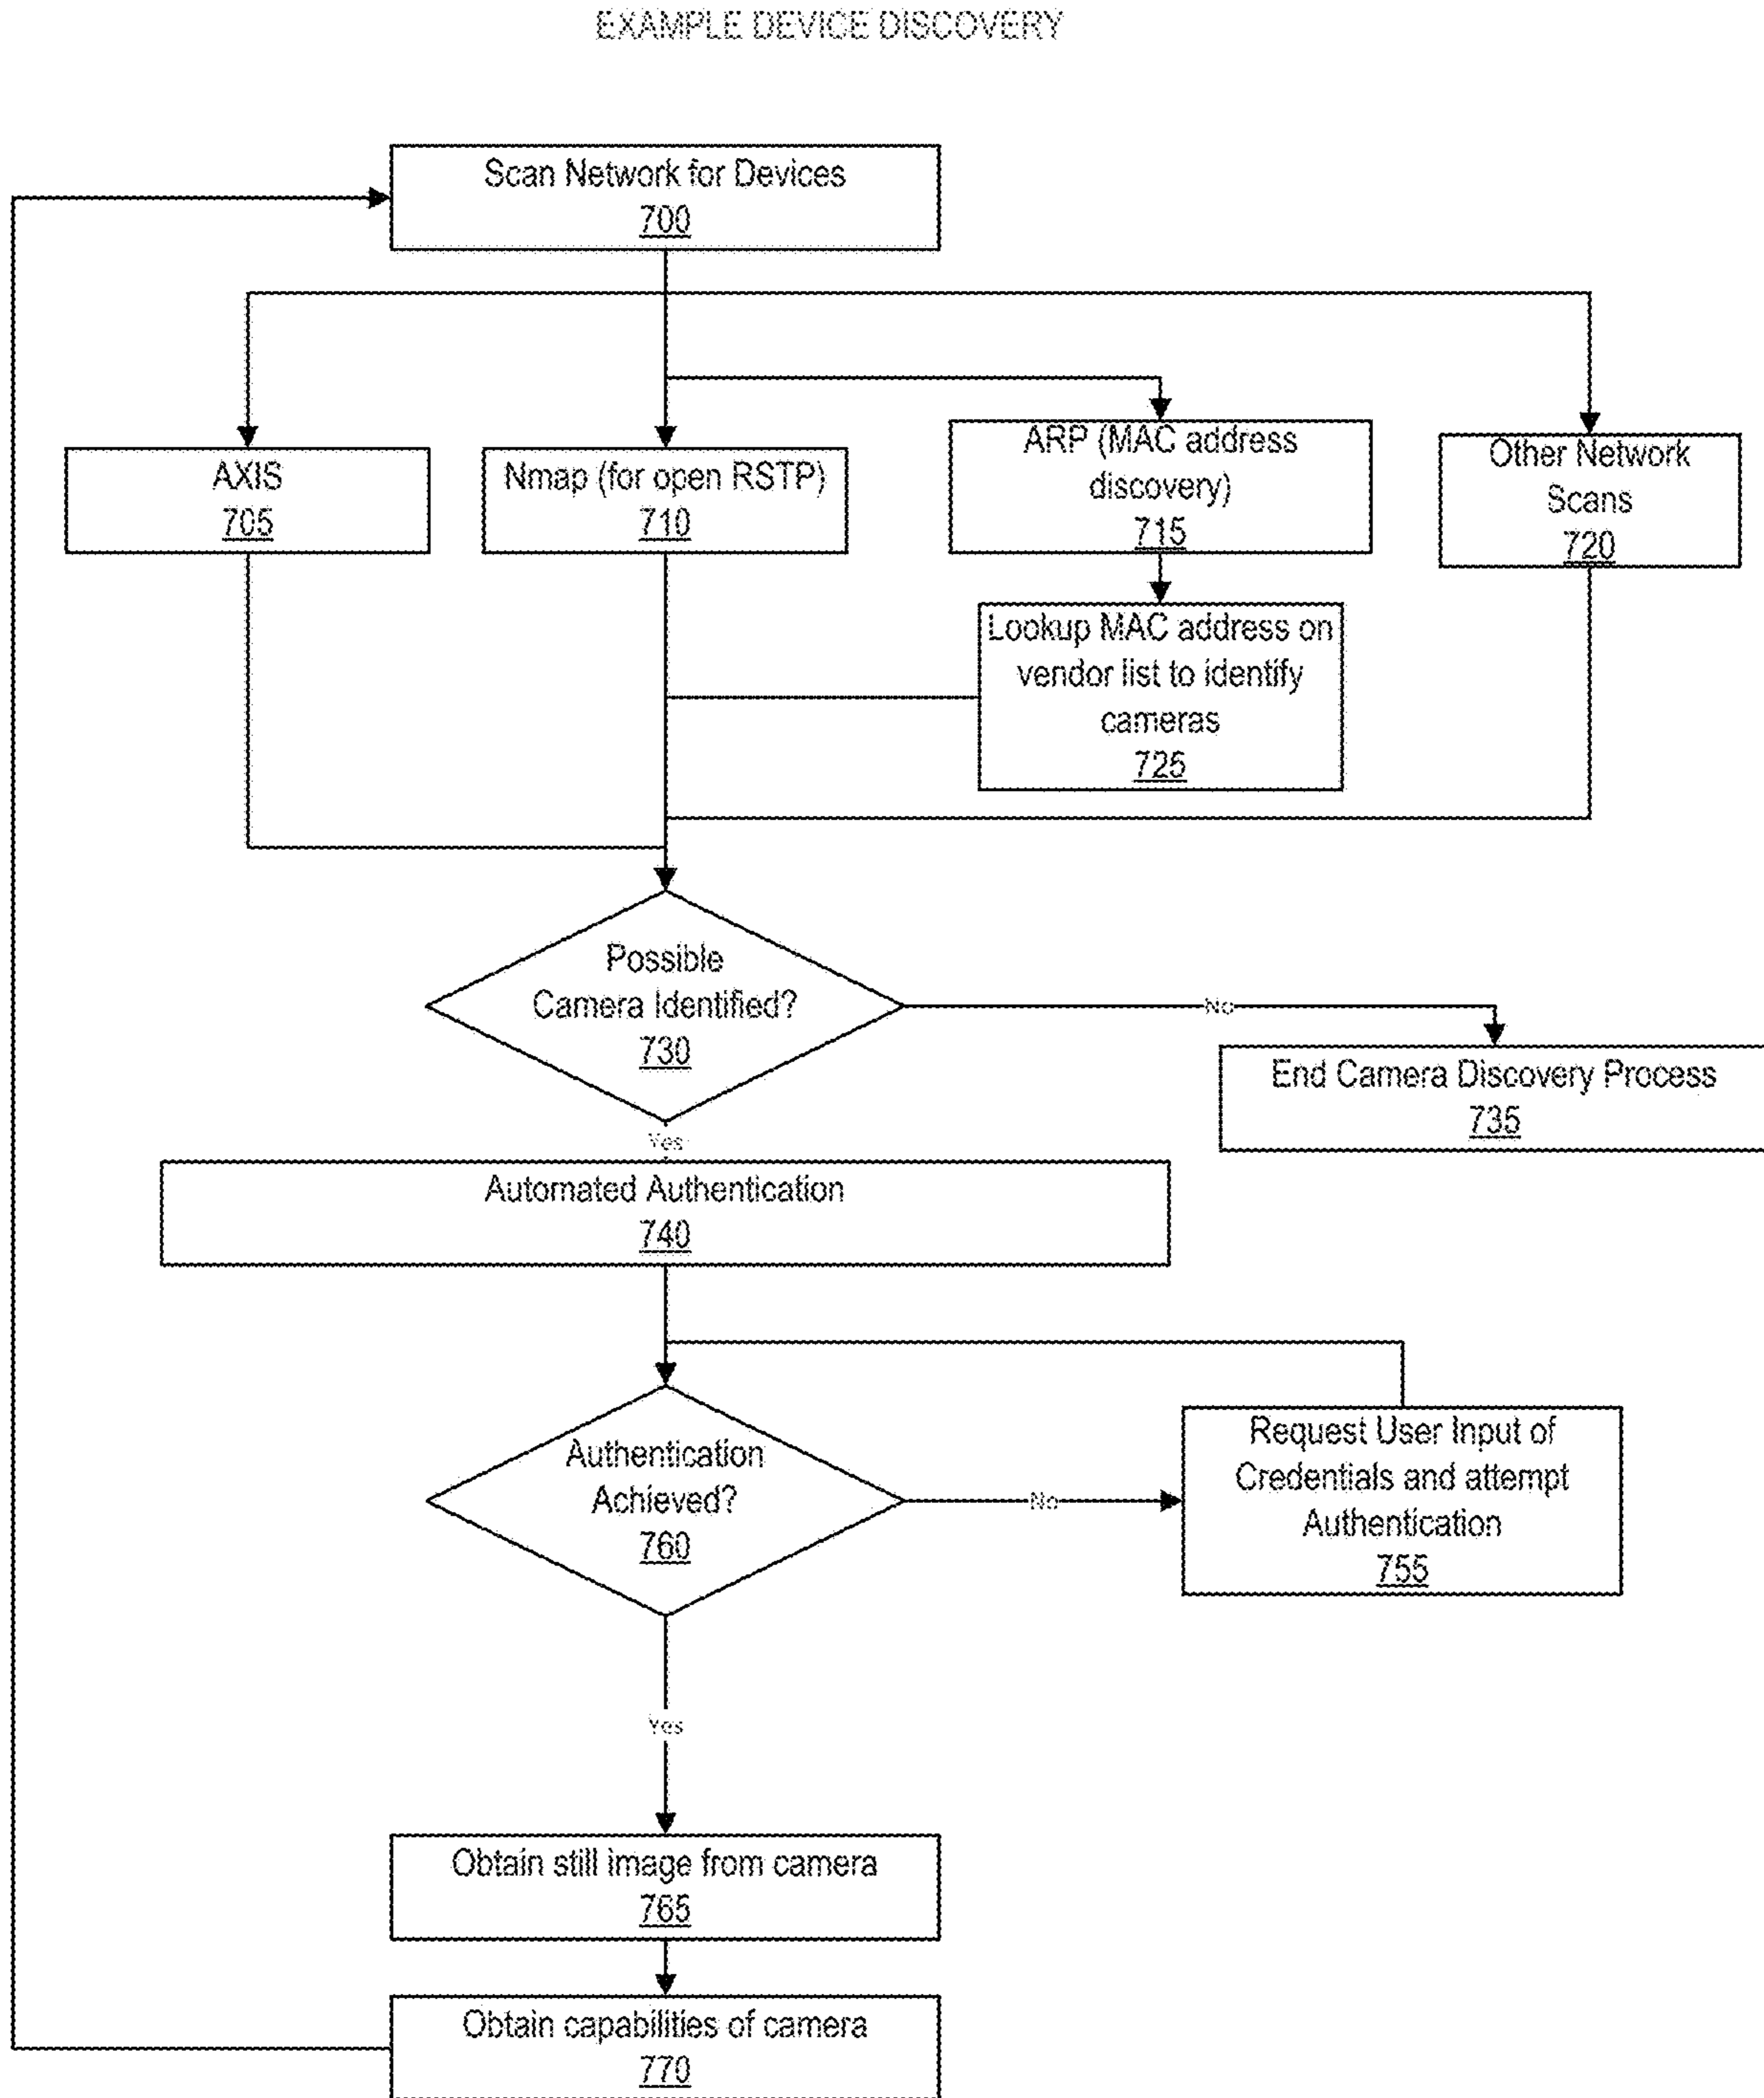 EXAMPLE DEVICE DISCOVERY
Scan Network for Devices
700
AXIS
705
Nmap (for open RSTP)
710
ARP (MAC address
discovery)
715
Other Network
Scans
720
Lookup MAC address on
vendor list to identify
cameras
725
Possible
Camera Identified?
730
No
End Camera Discovery Process
735
Yes
Automated Authentication
740
Authentication
Achieved?
760
No
Request User Input of
Credentials and attempt
Authentication
755
Yes
Obtain still image from camera
765
Obtain capabilities of camera
770